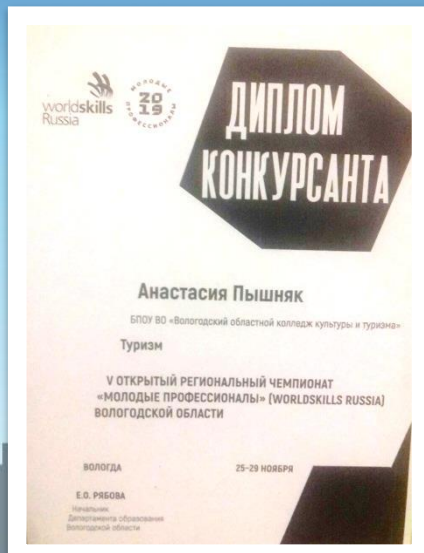 worldskills
Russia
МОЛОДЫЕ
20
19
ПРОФЕССИОНАЛЫ
ДИПЛОМ
КОНКУРСАНТА
Анастасия Пышняк
БПОУ ВО «Вологодский областной колледж культуры и туризма»
Туризм
V ОТКРЫТЫЙ РЕГИОНАЛЬНЫЙ ЧЕМПИОНАТ
«МОЛОДЫЕ ПРОФЕССИОНАЛЫ» (WORLDSKILLS RUSSIA)
ВОЛОГОДСКОЙ ОБЛАСТИ
ВОЛОГДА
25-29 НОЯБРЯ
Е.О. РЯБОВА
Начальник
Департамента образования
Вологодской области